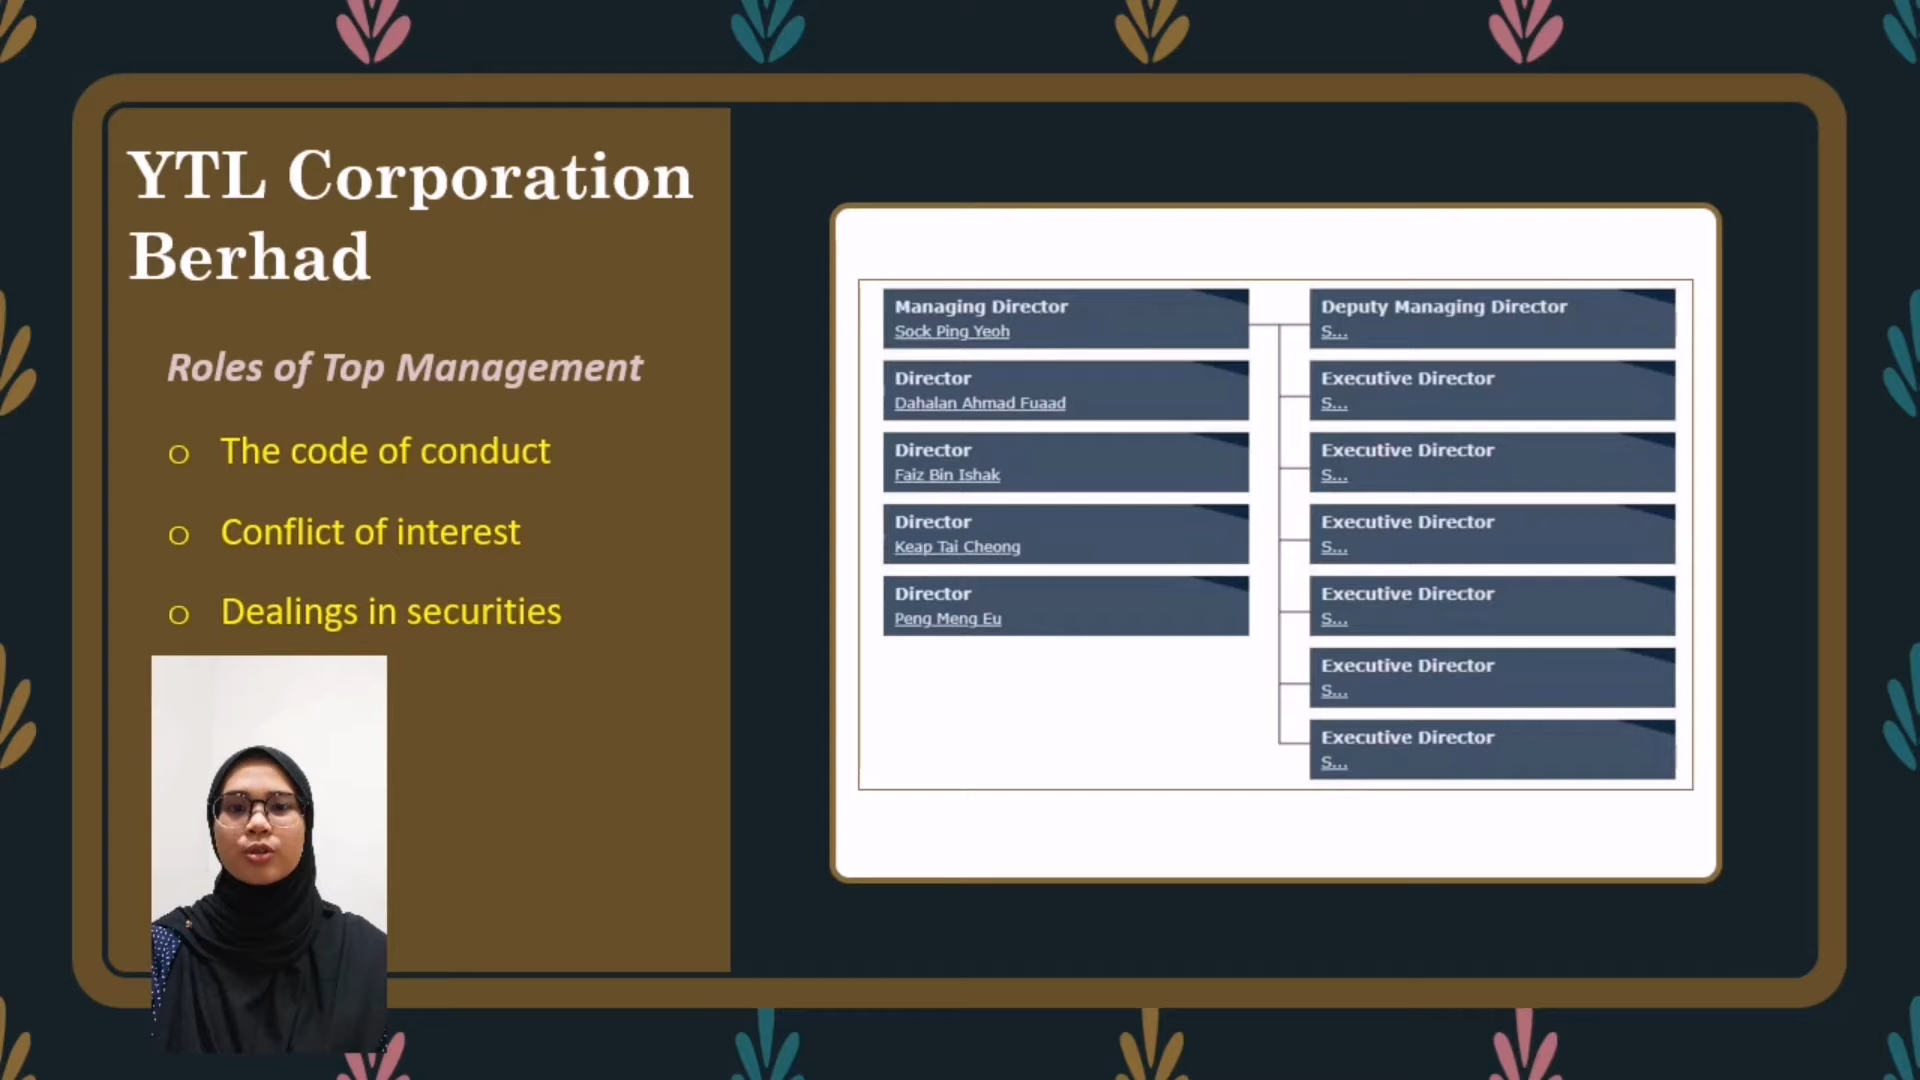 YTL Corporation
Berhad
Roles of Top Management
o The code of conduct
o Conflict of interest
o Dealings in securities
Managing Director
Sock Ping Yeoh
Director
Dahalan Ahmad Fuaad
Director
Faiz Bin Ishak
Director
Keap Tai Cheong
Director
Peng Meng Eu
Deputy Managing Director
S...
Executive Director
S...
Executive Director
S...
Executive Director
S...
Executive Director
S...
Executive Director
S...
Executive Director
S...